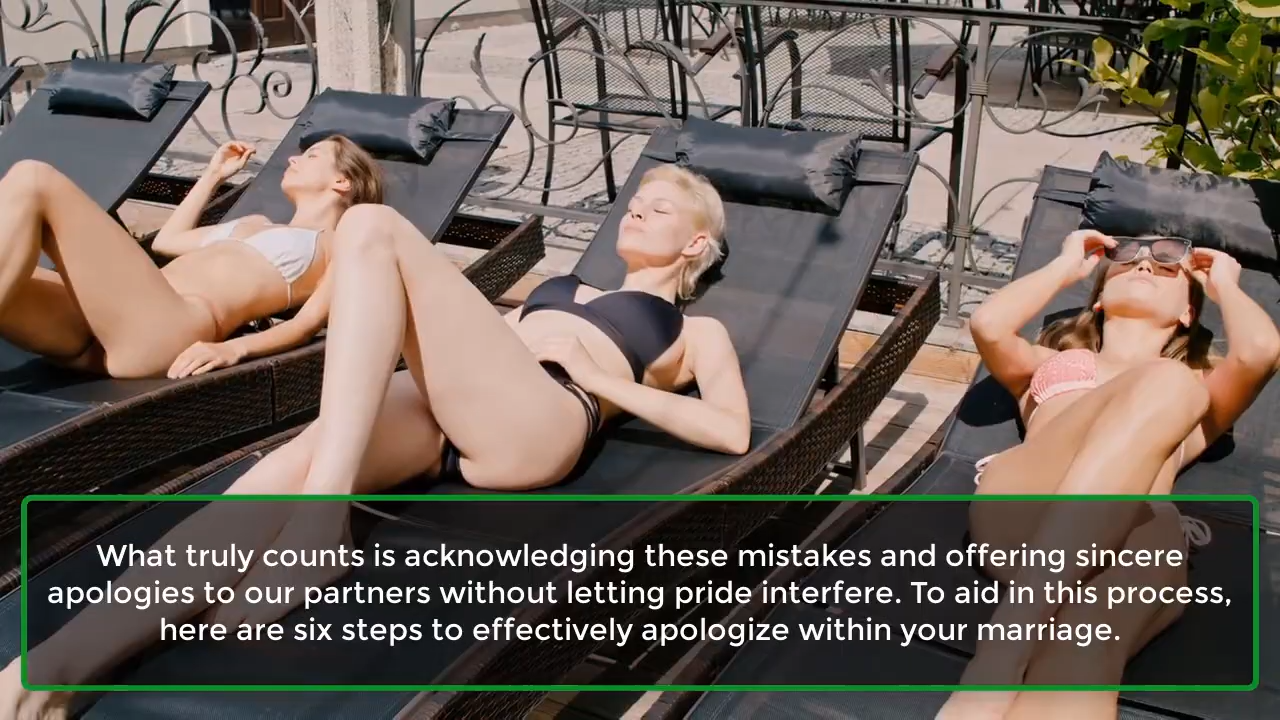 What truly counts is acknowledging these mistakes and offering sincere
apologies to our partners without letting pride interfere. To aid in this process,
here are six steps to effectively apologize within your marriage.